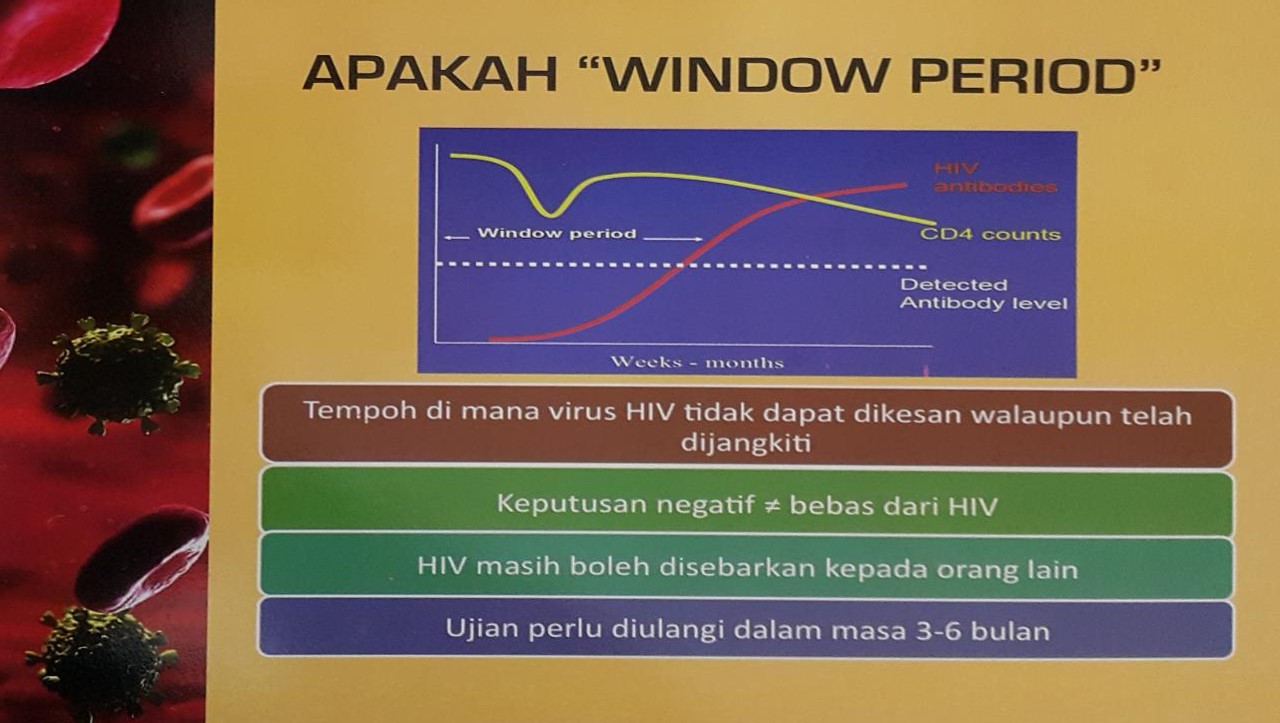 APAKAH “WINDOW PERIOD”
HIV
antibodies
Window period
CD4 counts
Detected
Antibody level
Weeks - months
Tempoh di mana virus HIV tidak dapat dikesan walaupun telah
dijangkiti
Keputusan negatif ≠ bebas dari HIV
HIV masih boleh disebarkan kepada orang lain
Ujian perlu diulangi dalam masa 3-6 bulan